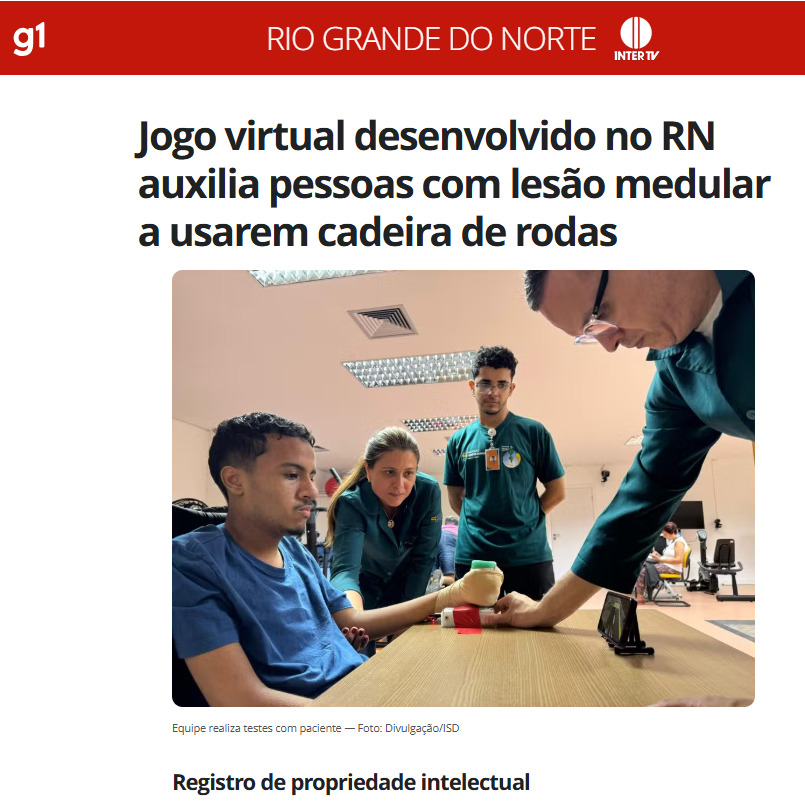 g1
RIO GRANDE DO NORTE
INTER TV
Jogo virtual desenvolvido no RN
auxilia pessoas com lesão medular
a usarem cadeira de rodas
Equipe realiza testes com paciente — Foto: Divulgação/ISD
Registro de propriedade intelectual